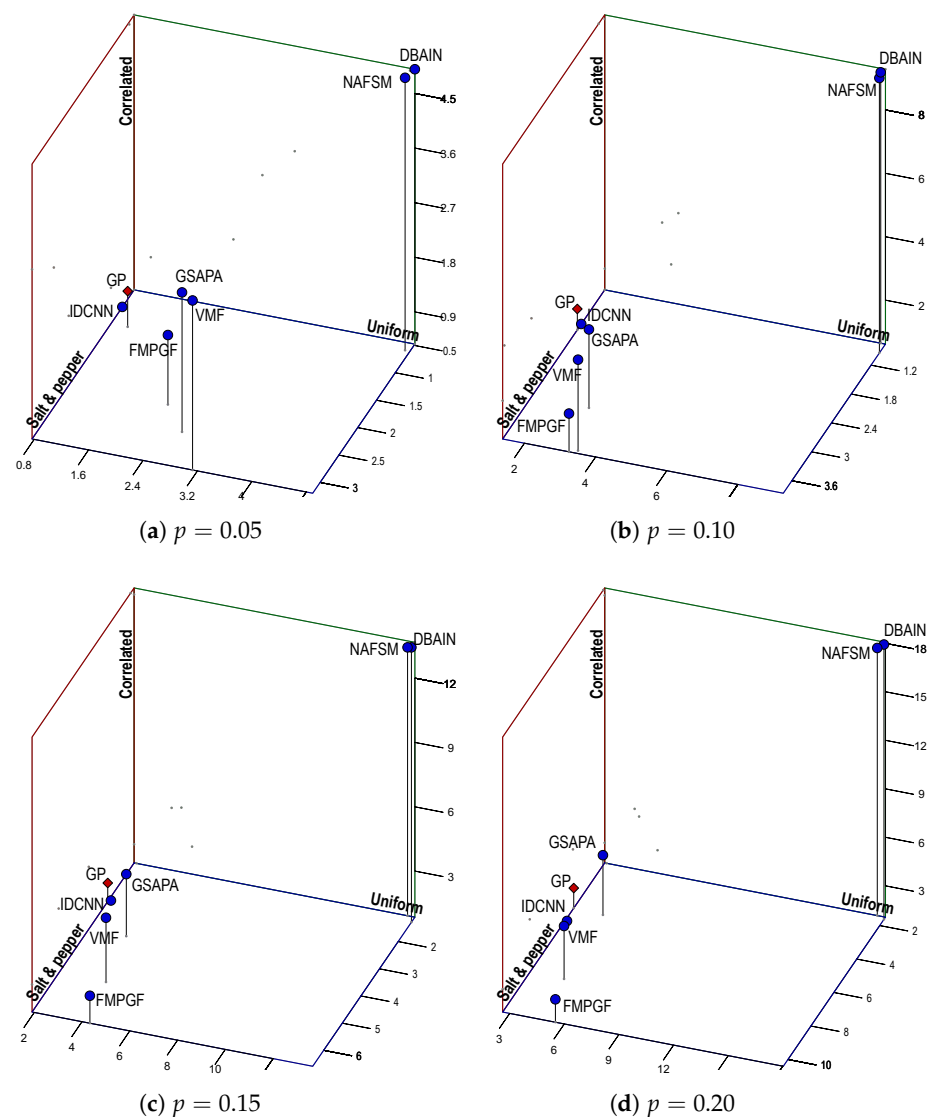 DBAIN
NAFSM
Correlated
4.5
3.6
2.7
1.8
0.9
GP
GSAPA
IDCNN
VMF
Uniform
FMPGF
0.5
1
1.5
2
2.5
3
Salt & pepper
0.8
1.6
2.4
3.2
4
(a) p = 0.05
DBAIN
NAFSM
Correlated
8
6
4
2
GP
IDCNN
GSAPA
Uniform
VMF
FMPGF
1.2
1.8
2.4
3
3.6
Salt & pepper
2
4
6
(b) p = 0.10
NAFSM
DBAIN
Correlated
12
9
6
3
GP
GSAPA
IDCNN
Uniform
VMF
FMPGF
2
3
4
5
6
Salt & pepper
2
4
6
8
10
(c) p = 0.15
DBAIN
NAFSM
Correlated
18
15
12
9
6
3
GSAPA
GP
IDCNN
Uniform
VMF
FMPGF
2
4
6
8
10
Salt & pepper
3
6
9
12
(d) p = 0.20